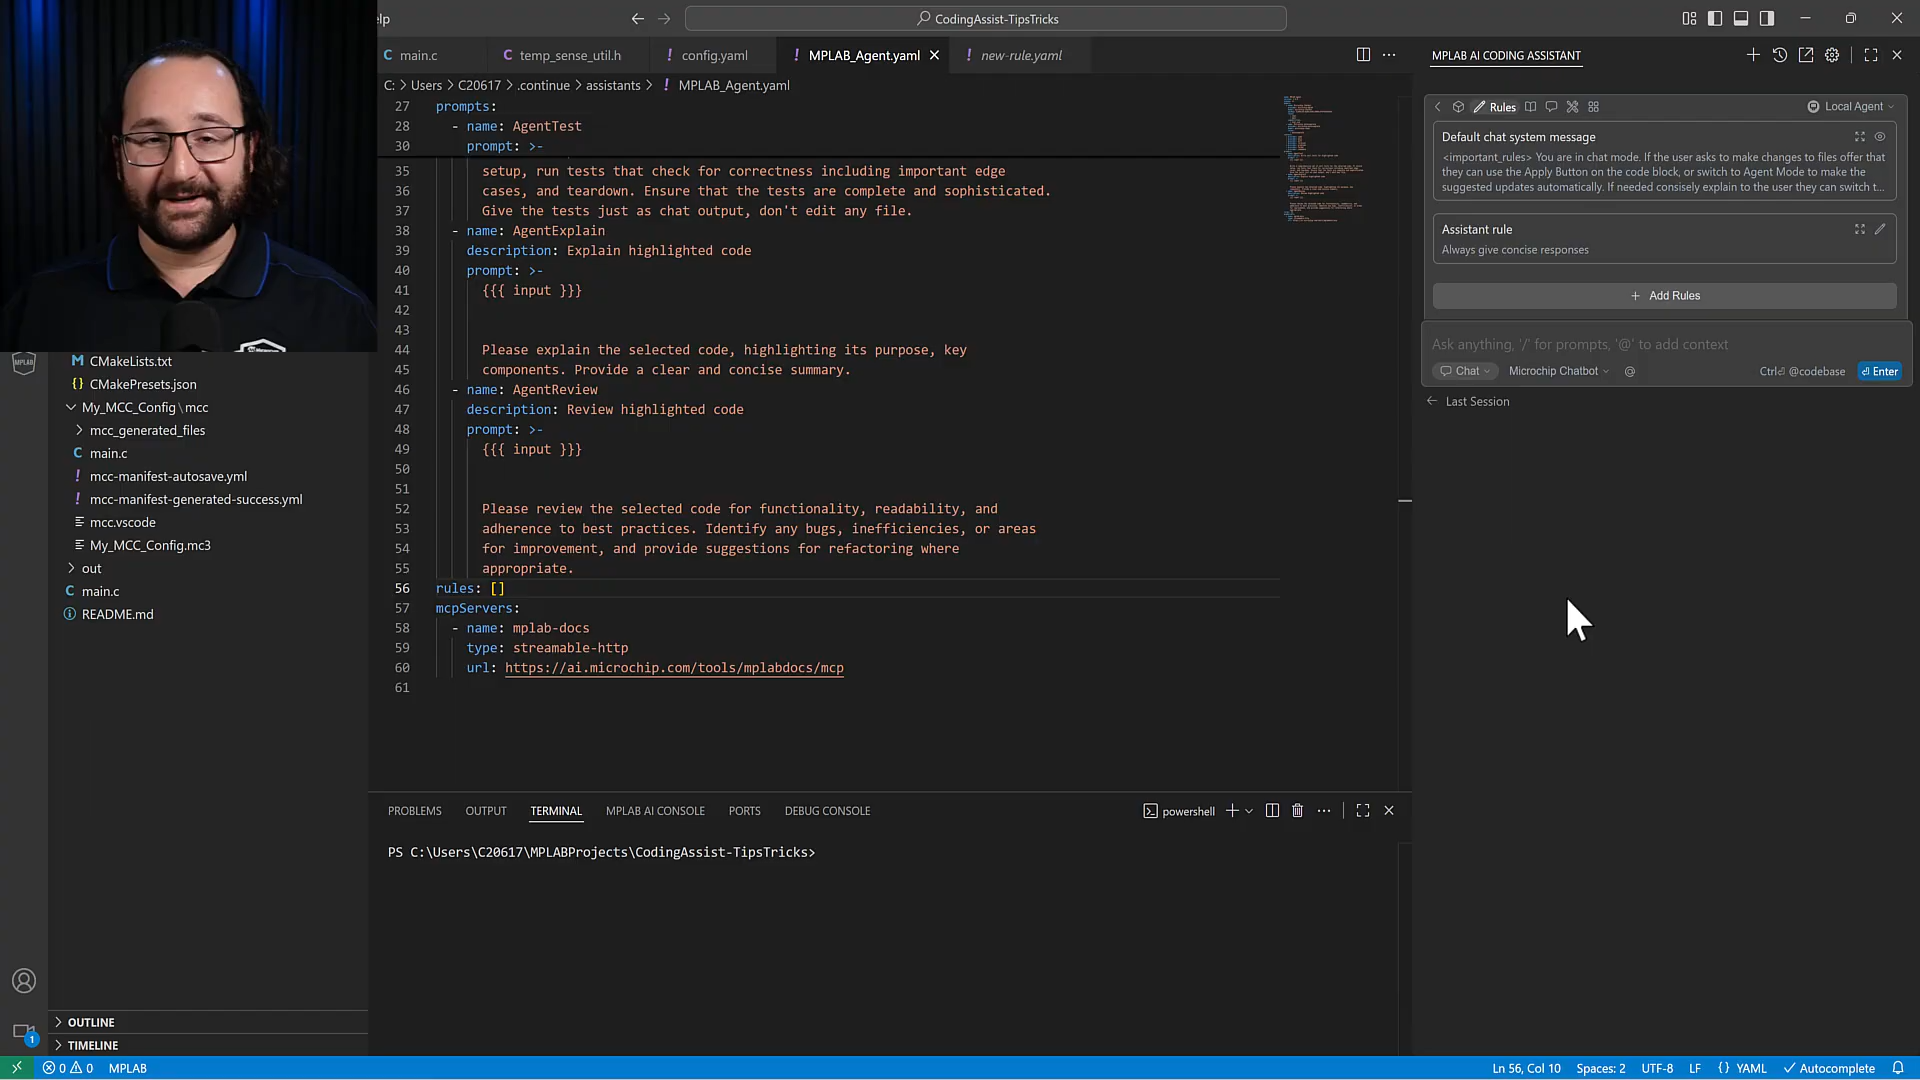 elp
CodingAssist-TipsTricks
main.c
temp_sense_util.h
config.yaml
MPLAB_Agent.yaml
new-rule.yaml
C: > Users > C20617 > .continue > assistants > MPLAB_Agent.yaml
27 prompts:
28 - name: AgentTest
30 prompt: >-
35 setup, run tests that check for correctness including important edge
36 cases, and teardown. Ensure that the tests are complete and sophisticated.
37 Give the tests just as chat output, don't edit any file.
38 - name: AgentExplain
39 description: Explain highlighted code
40 prompt: >-
41 {{{ input }}}
42
43
44 Please explain the selected code, highlighting its purpose, key
45 components. Provide a clear and concise summary.
46 - name: AgentReview
47 description: Review highlighted code
48 prompt: >-
49 {{{ input }}}
50
51
52 Please review the selected code for functionality, readability, and
53 adherence to best practices. Identify any bugs, inefficiencies, or areas
54 for improvement, and provide suggestions for refactoring where
55 appropriate.
56 rules: []
57 mcpServers:
58 - name: mplab-docs
59 type: streamable-http
60 url: https://ai.microchip.com/tools/mplabdocs/mcp
61
MPLAB
CMakeLists.txt
CMakePresets.json
My_MCC_Config\mcc
mcc_generated_files
main.c
mcc-manifest-autosave.yml
mcc-manifest-generated-success.yml
mcc.vscode
My_MCC_Config.mc3
out
main.c
README.md
OUTLINE
TIMELINE
1
PROBLEMS
OUTPUT
TERMINAL
MPLAB AI CONSOLE
PORTS
DEBUG CONSOLE
powershell
PS C:\Users\C20617\MPLABProjects\CodingAssist-TipsTricks>
MPLAB AI CODING ASSISTANT
Rules
Local Agent
Default chat system message
<important_rules> You are in chat mode. If the user asks to make changes to files offer that
they can use the Apply Button on the code block, or switch to Agent Mode to make the
suggested updates automatically. If needed consisely explain to the user they can switch t...
Assistant rule
Always give concise responses
+ Add Rules
Ask anything, '/' for prompts, '@' to add context
Chat
Microchip Chatbot
@
Ctrl⏎ @codebase
⏎ Enter
Last Session
0 0 MPLAB
Ln 56, Col 10
Spaces: 2
UTF-8
LF
{} YAML
Autocomplete